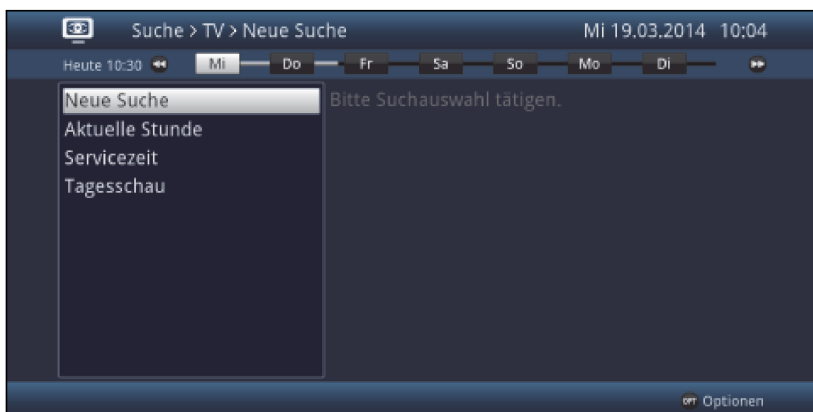 Suche > TV > Neue Suche Mi 19.03.2014 10:04
Heute 10:30 Mi Do Fr Sa So Mo Di
Neue Suche Bitte Suchauswahl tätigen.
Aktuelle Stunde
Servicezeit
Tagesschau
OPT Optionen